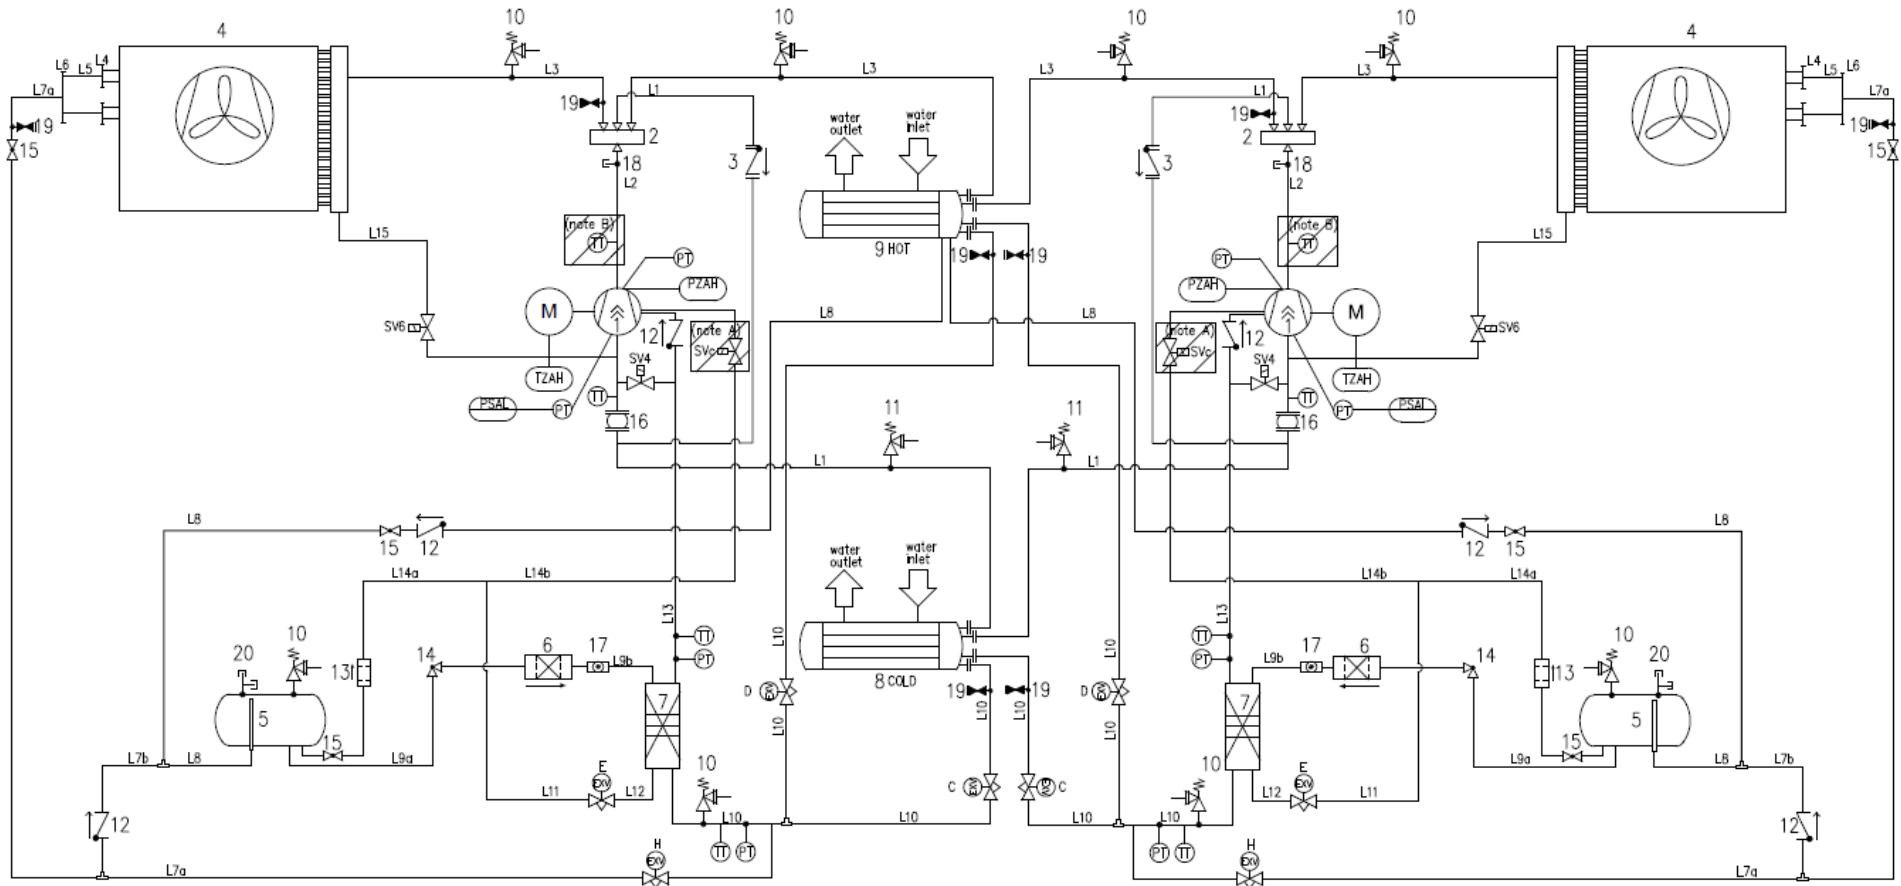 4
10
10
10
10
4
L6
L5
L4
L3
L3
L3
L3
L4
L5
L6
L7a
L1
L1
L7a
19
19
19
19
15
2
2
15
water
outlet
water
inlet
3
18
18
3
L2
L2
L15
(note B)
TT
9 HOT
(note B)
TT
L15
PT
PZAH
19
19
PT
PZAH
M
M
SV6
12
L8
L8
12
SV6
(note A)
SVc
(note A)
SVc
TZAH
SV4
SV4
TZAH
PSAL
PT
TT
TT
PT
PSAL
16
16
11
11
L1
L1
L8
15
12
12
15
L8
water
outlet
water
inlet
L14a
L14b
L14b
L14a
L13
L10
L10
L13
TT
PT
TT
PT
20
10
13
14
6
17
L9b
L9b
17
6
14
13
10
20
8 COLD
5
15
7
D
EXV
19
19
D
EXV
7
15
5
L10
L10
L10
L10
L7b
L8
L9a
10
10
L9a
L8
L7b
E
EXV
L11
L12
C
EXV
EXV
C
E
EXV
L12
L11
12
L10
L10
L10
L10
12
TT
PT
PT
TT
H
EXV
H
EXV
L7a
L7a